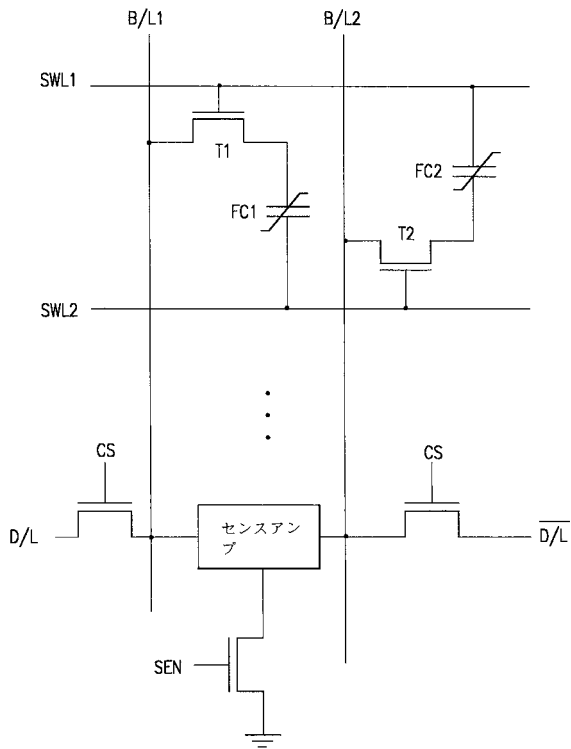 B/L1
B/L2
SWL1
T1
FC2
FC1
T2
SWL2
CS
CS
D/L
センスアン
プ
D/L
SEN